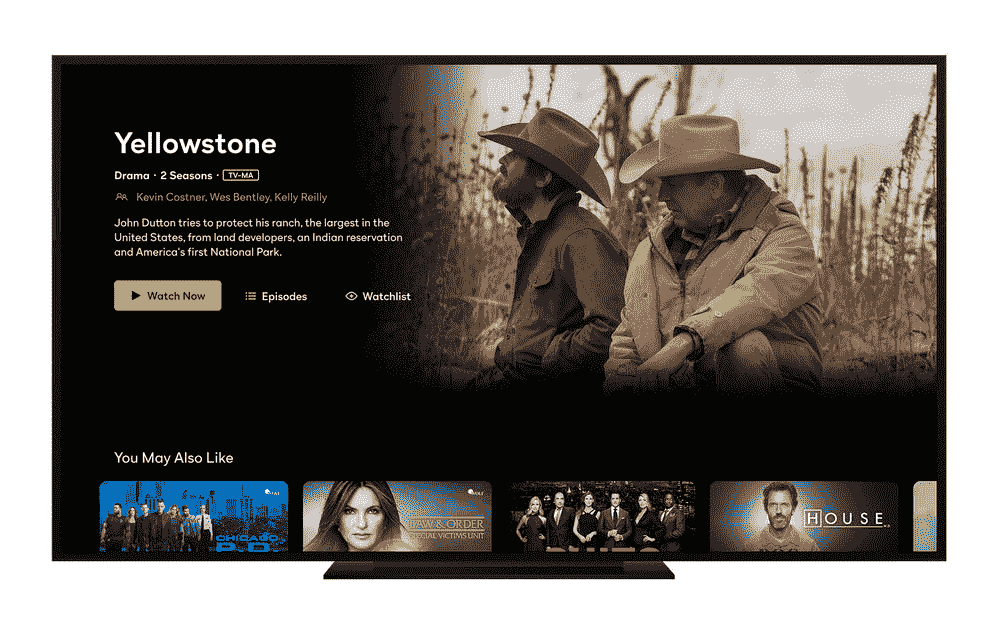 Yellowstone
Drama · 2 Seasons · TV-MA
Kevin Costner, Wes Bentley, Kelly Reilly
John Dutton tries to protect his ranch, the largest in the
United States, from land developers, an Indian reservation
and America's first National Park.
Watch Now Episodes Watchlist
You May Also Like
CHICAGO
P.D.
LAW & ORDER
SPECIAL VICTIMS UNIT
HOUSE